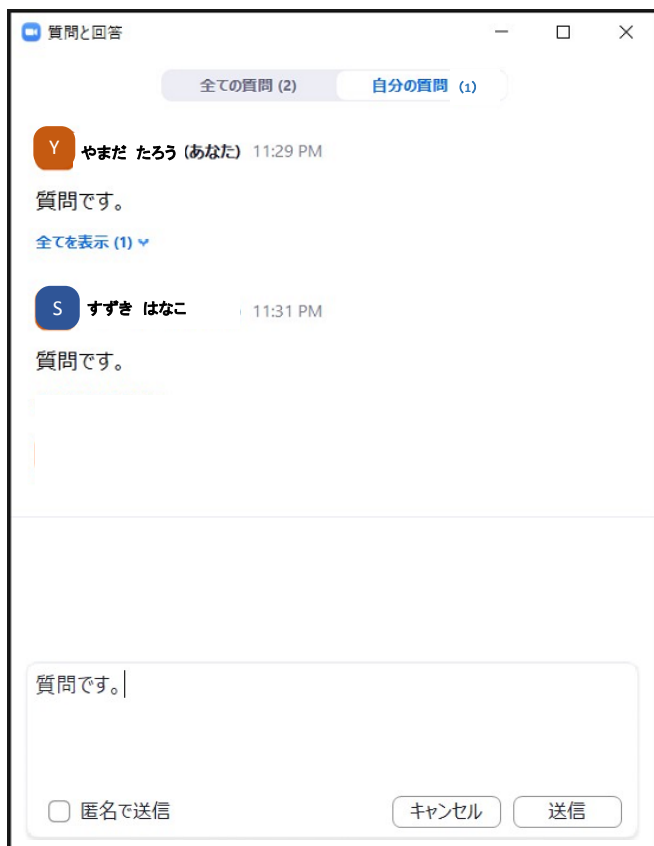 質問と回答
全ての質問 (2) 自分の質問 (1)
Y やまだ たろう (あなた) 11:29 PM
質問です。
全てを表示 (1)
S すずき はなこ 11:31 PM
質問です。
質問です。
匿名で送信 キャンセル 送信